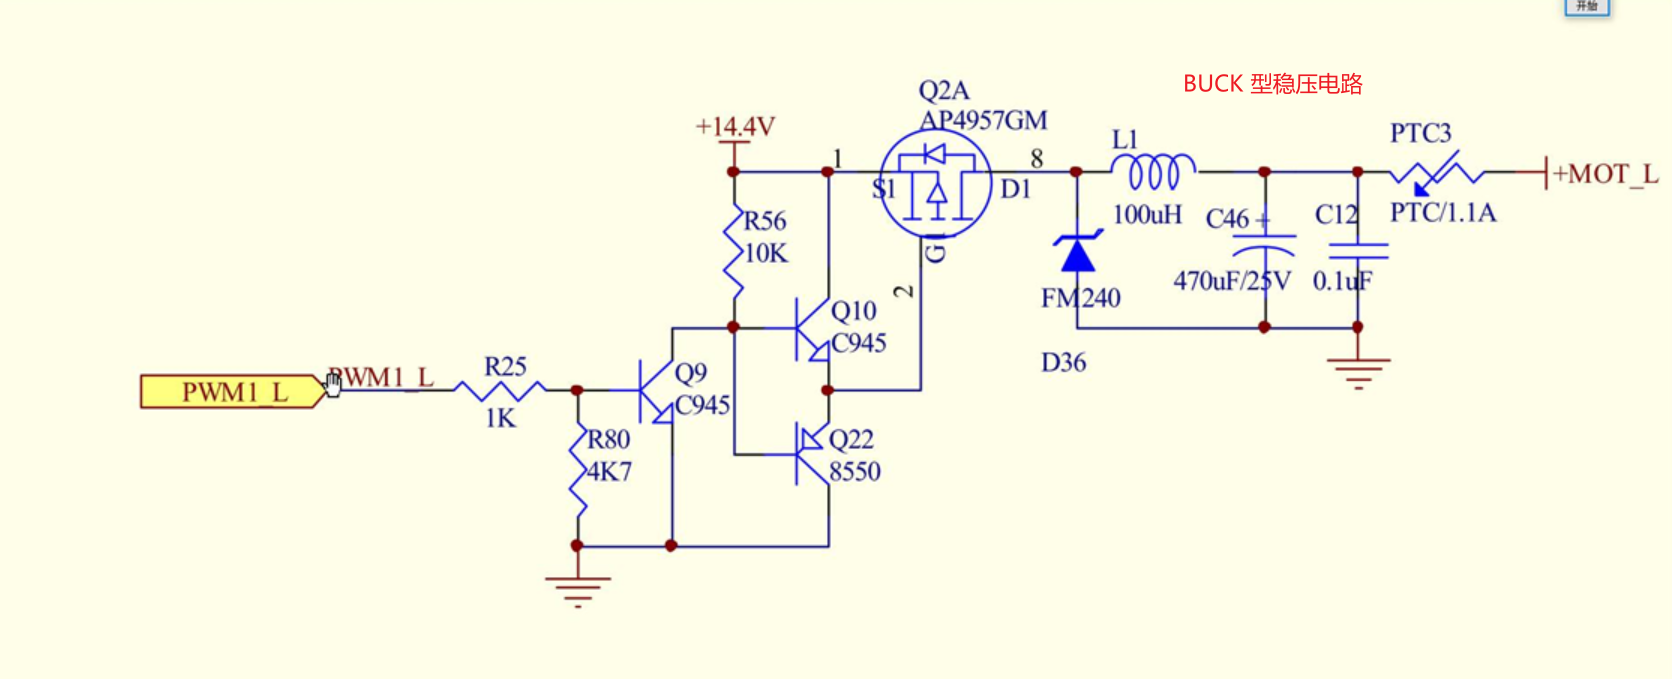 开始
BUCK 型稳压电路
Q2A
AP4957GM
+14.4V
1
8
S1
D1
G1
2
L1
100uH
PTC3
PTC/1.1A
+MOT_L
C46 +
470uF/25V
C12
0.1uF
FM240
D36
R56
10K
Q10
C945
PWM1_L
PWM1_L
R25
1K
Q9
C945
R80
4K7
Q22
8550